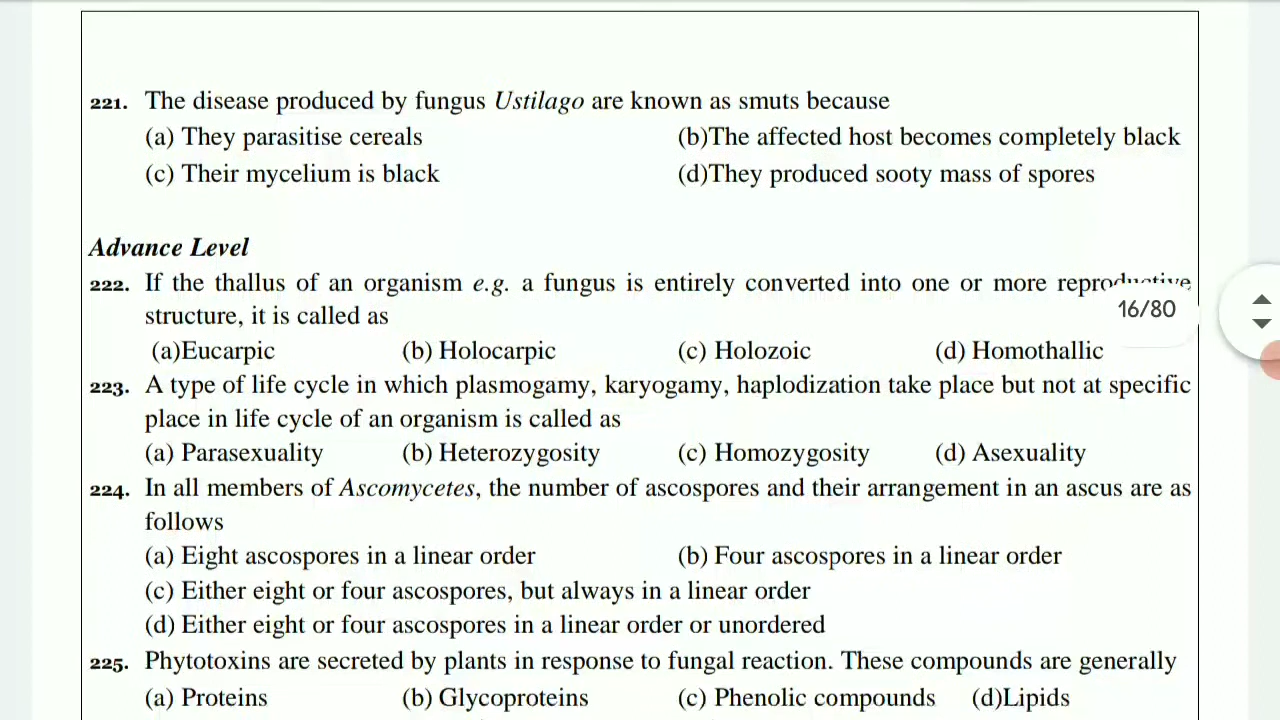 221. The disease produced by fungus Ustilago are known as smuts because
(a) They parasitise cereals (b)The affected host becomes completely black
(c) Their mycelium is black (d)They produced sooty mass of spores
Advance Level
222. If the thallus of an organism e.g. a fungus is entirely converted into one or more reproductive
structure, it is called as
16/80
(a)Eucarpic (b) Holocarpic (c) Holozoic (d) Homothallic
223. A type of life cycle in which plasmogamy, karyogamy, haplodization take place but not at specific
place in life cycle of an organism is called as
(a) Parasexuality (b) Heterozygosity (c) Homozygosity (d) Asexuality
224. In all members of Ascomycetes, the number of ascospores and their arrangement in an ascus are as
follows
(a) Eight ascospores in a linear order (b) Four ascospores in a linear order
(c) Either eight or four ascospores, but always in a linear order
(d) Either eight or four ascospores in a linear order or unordered
225. Phytotoxins are secreted by plants in response to fungal reaction. These compounds are generally
(a) Proteins (b) Glycoproteins (c) Phenolic compounds (d)Lipids